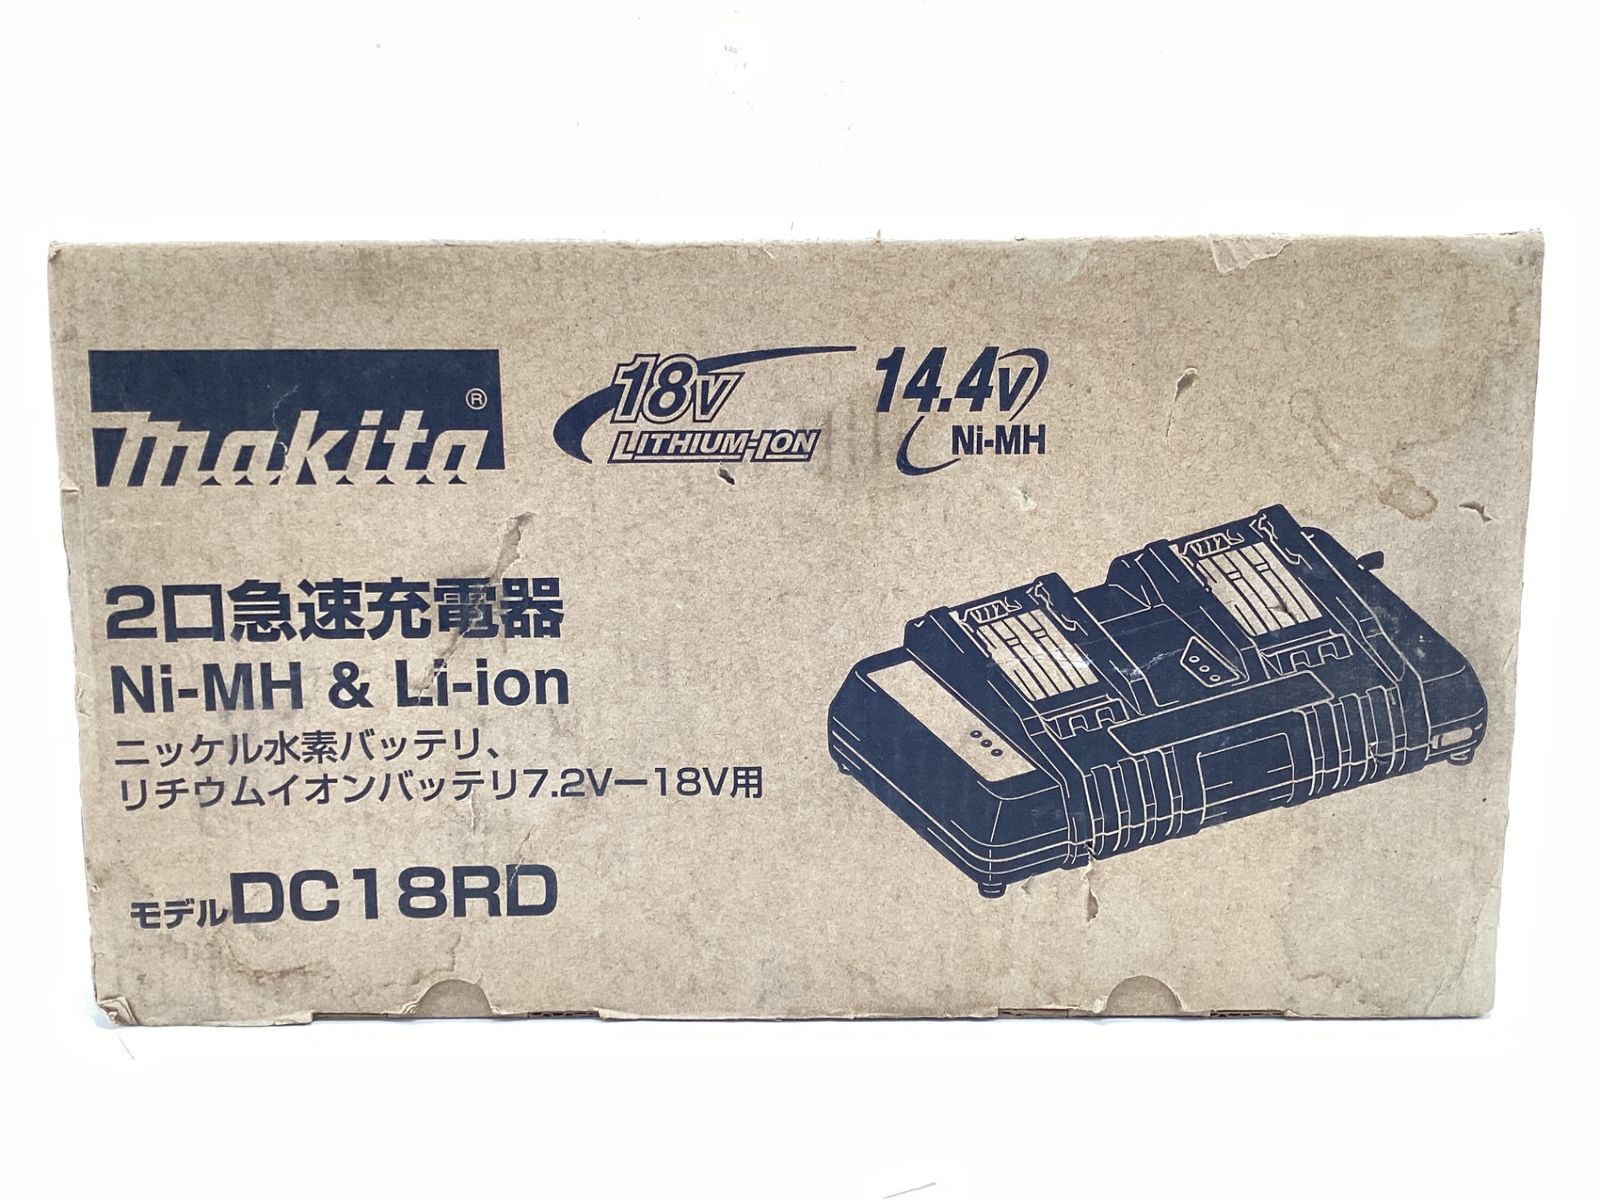 makita®
18V
LITHIUM-ION
14.4V
Ni-MH
2口急速充電器
Ni-MH & Li-ion
ニッケル水素バッテリ、
リチウムイオンバッテリ7.2V－18V用
モデルDC18RD